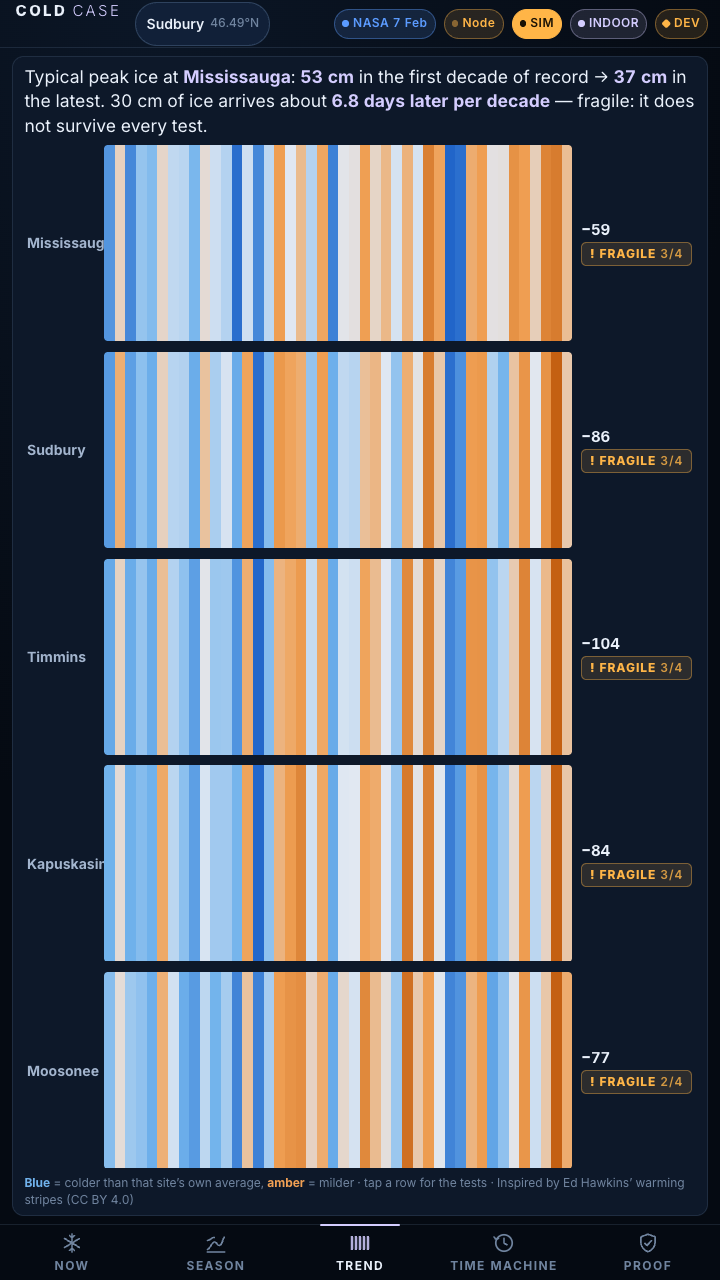 COLD CASE
Sudbury 46.49°N
NASA 7 Feb
Node
SIM
INDOOR
DEV
Typical peak ice at Mississauga: 53 cm in the first decade of record → 37 cm in
the latest. 30 cm of ice arrives about 6.8 days later per decade — fragile: it does
not survive every test.
Mississaug
−59
! FRAGILE 3/4
Sudbury
−86
! FRAGILE 3/4
Timmins
−104
! FRAGILE 3/4
Kapuskasin
−84
! FRAGILE 3/4
Moosonee
−77
! FRAGILE 2/4
Blue = colder than that site’s own average, amber = milder · tap a row for the tests · Inspired by Ed Hawkins’ warming
stripes (CC BY 4.0)
NOW
SEASON
TREND
TIME MACHINE
PROOF